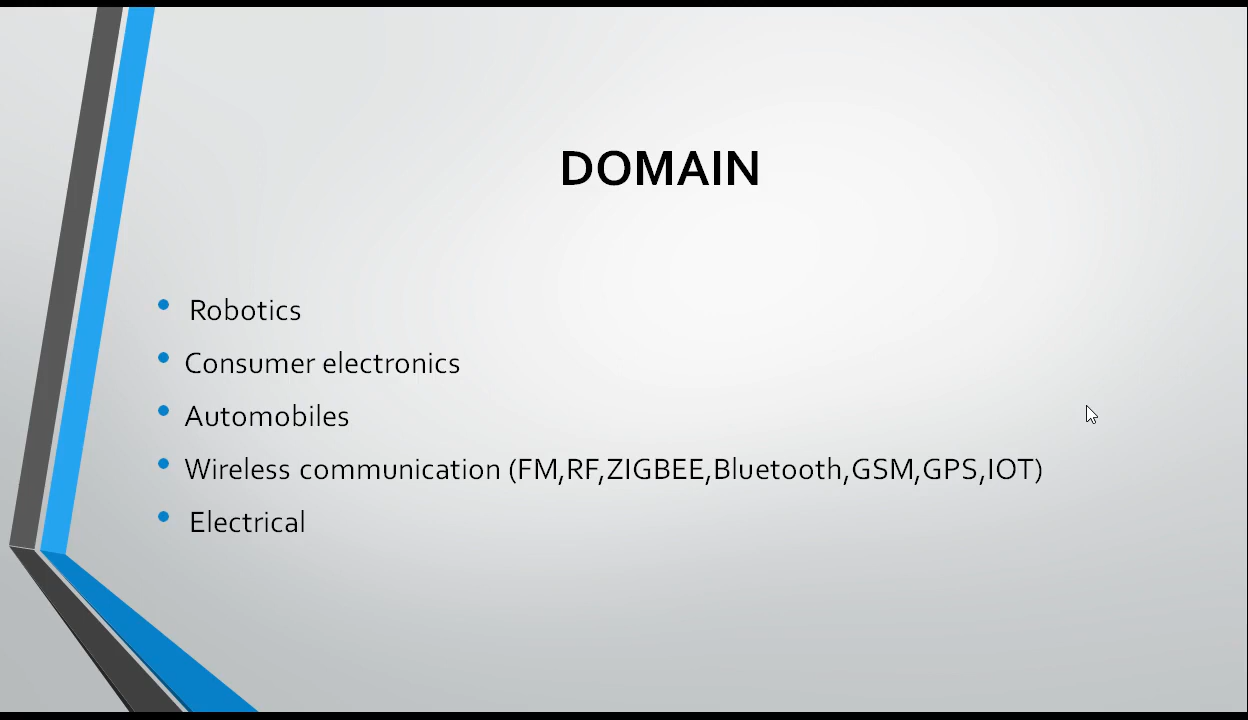 DOMAIN
• Robotics
• Consumer electronics
• Automobiles
• Wireless communication (FM,RF,ZIGBEE,Bluetooth,GSM,GPS,IOT)
• Electrical